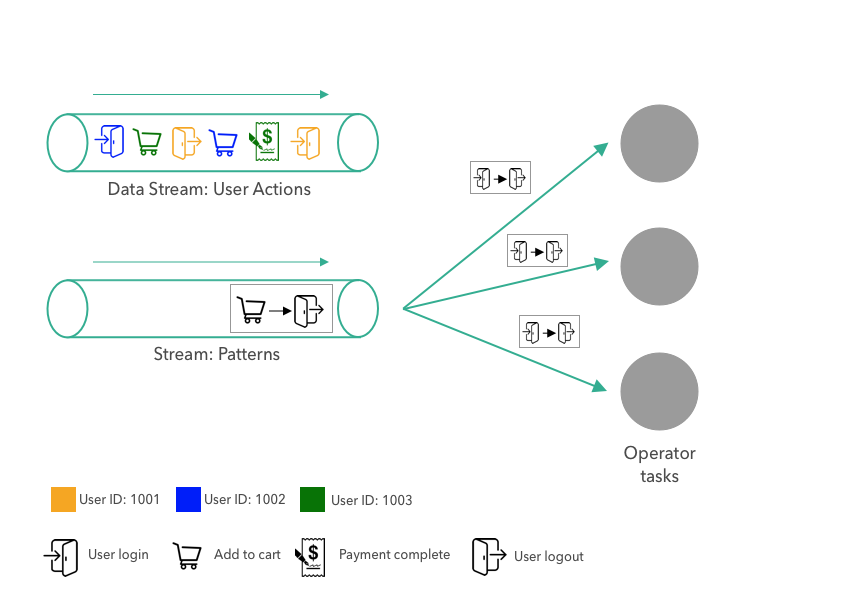 Data Stream: User Actions
Stream: Patterns
Operator
tasks
User ID: 1001
User ID: 1002
User ID: 1003
User login
Add to cart
$
Payment complete
User logout